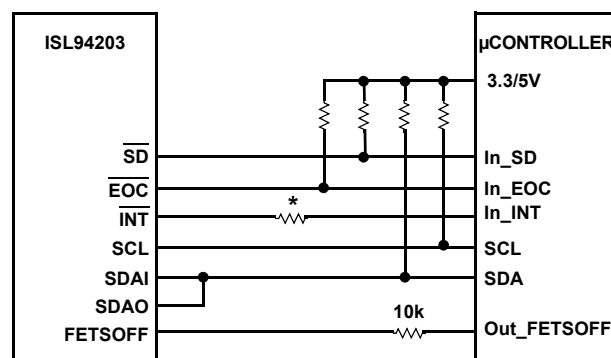 ISL94203
µCONTROLLER
3.3/5V
SD
In_SD
EOC
In_EOC
*
INT
In_INT
SCL
SCL
SDAI
SDA
SDAO
10k
FETSOFF
Out_FETSOFF